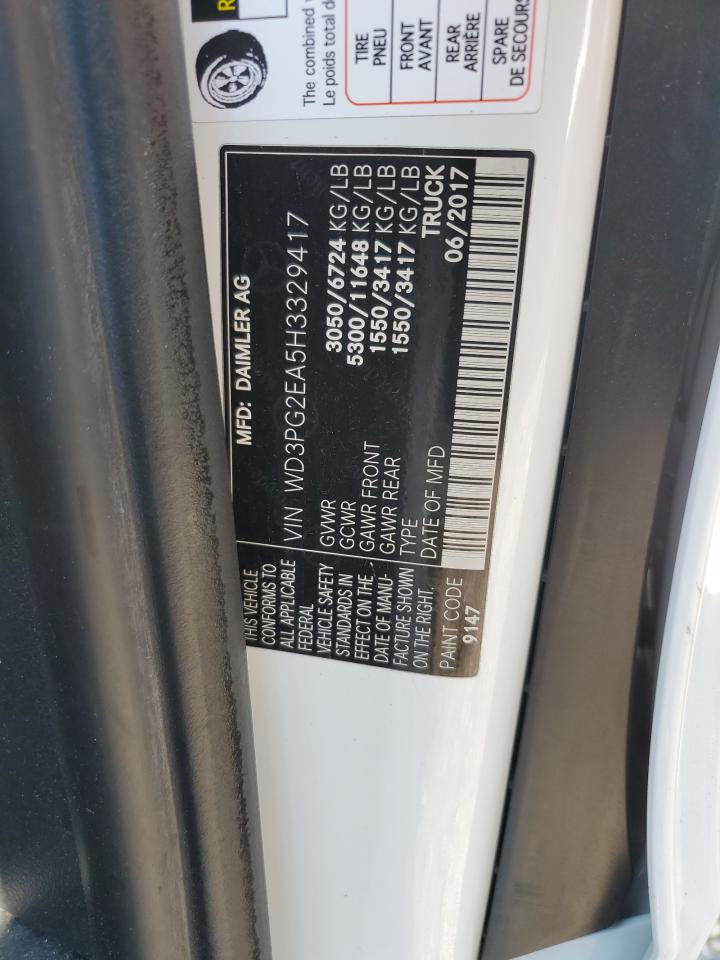 R
The combined
Le poids total de
TIRE
PNEU
FRONT
AVANT
REAR
ARRIÈRE
SPARE
DE SECOURS
MFD: DAIMLER AG
VIN WD3PG2EA5H3329417
GVWR 3050/6724 KG/LB
GCWR 5300/11648 KG/LB
GAWR FRONT 1550/3417 KG/LB
GAWR REAR 1550/3417 KG/LB
TYPE TRUCK
DATE OF MFD 06/2017
THIS VEHICLE
CONFORMS TO
ALL APPLICABLE
FEDERAL
VEHICLE SAFETY
STANDARDS IN
EFFECT ON THE
DATE OF MANU-
FACTURE SHOWN
ON THE RIGHT.
PAINT CODE
9147